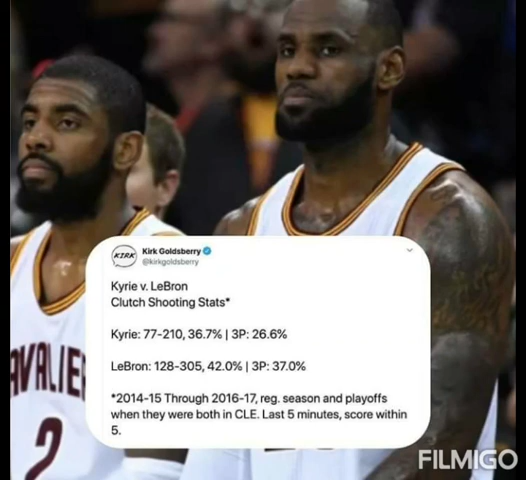 KIRK
Kirk Goldsberry
@kirkgoldsberry
Kyrie v. LeBron
Clutch Shooting Stats*
Kyrie: 77-210, 36.7% | 3P: 26.6%
LeBron: 128-305, 42.0% | 3P: 37.0%
*2014-15 Through 2016-17, reg. season and playoffs
when they were both in CLE. Last 5 minutes, score within
5.
AVALIE
2
FILMIGO